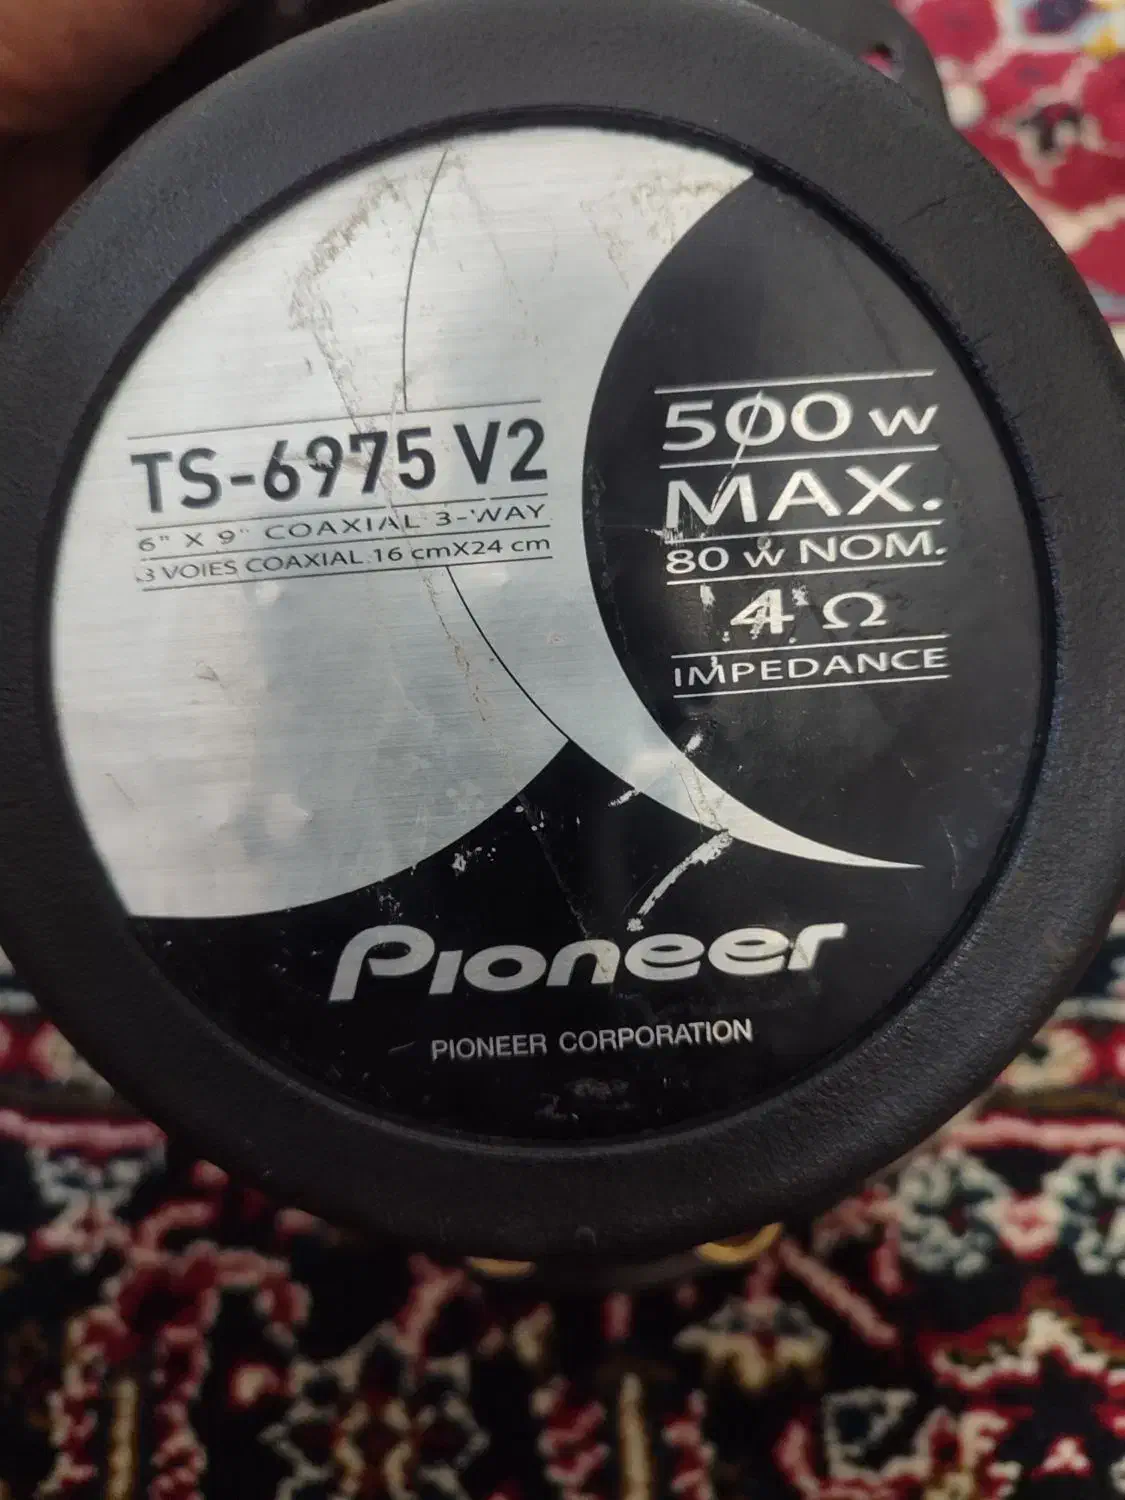 TS-6975 V2
6" X 9" COAXIAL 3-WAY
3 VOIES COAXIAL 16 cmX24 cm
500 w
MAX.
80 w NOM.
4 Ω
IMPEDANCE
Pioneer
PIONEER CORPORATION